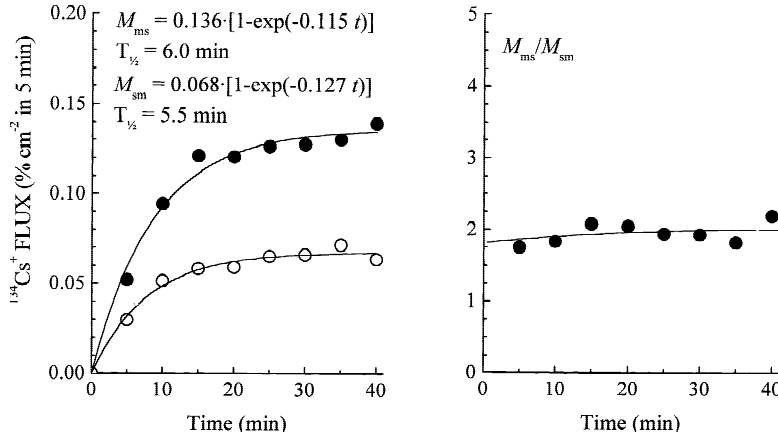 M_ms = 0.136·[1-exp(-0.115 t)]
T_½ = 6.0 min
M_sm = 0.068·[1-exp(-0.127 t)]
T_½ = 5.5 min
0.20
0.15
0.10
0.05
0.00
¹³⁴Cs⁺ FLUX (% cm⁻² in 5 min)
0 10 20 30 40
Time (min)
M_ms/M_sm
5
4
3
2
1
0
0 10 20 30 40
Time (min)